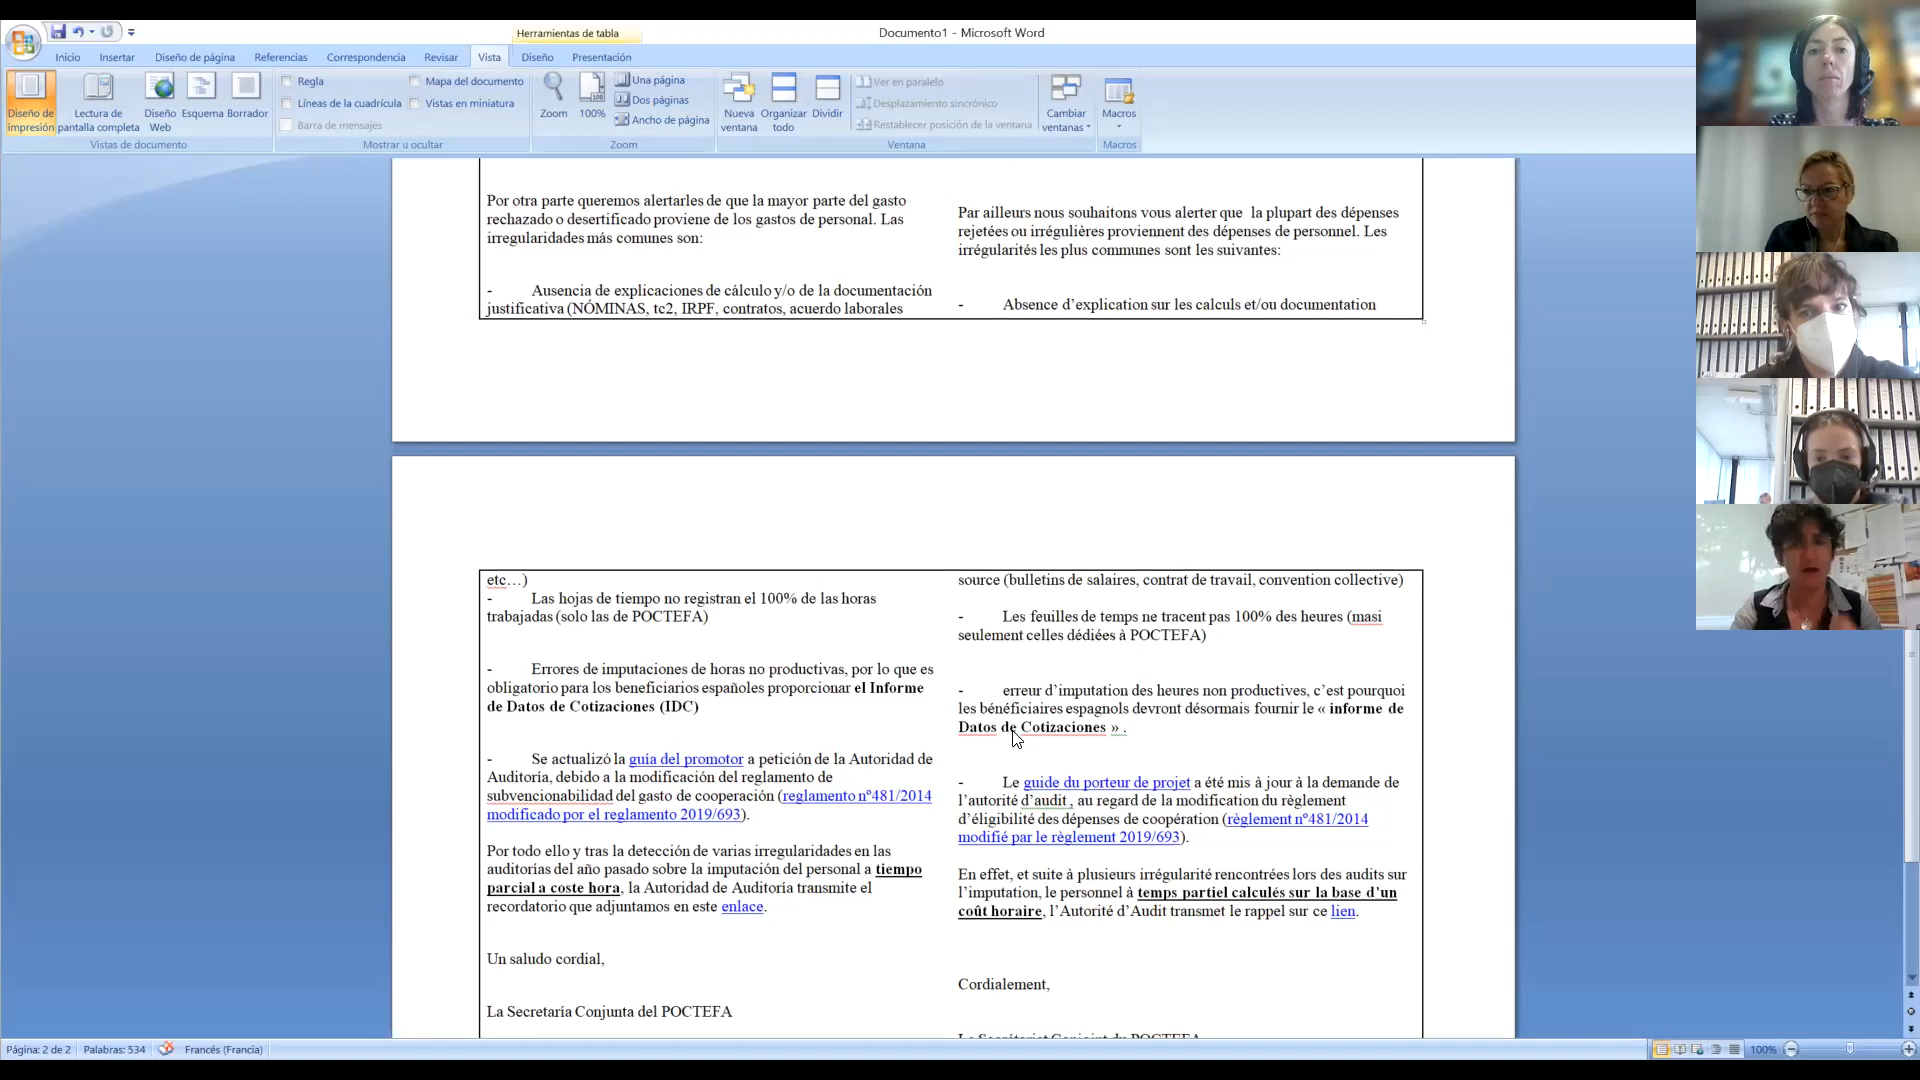 Herramientas de tabla
Documento1 - Microsoft Word
Inicio Insertar Diseño de página Referencias Correspondencia Revisar Vista Diseño Presentación
Diseño de impresión
Lectura de pantalla completa
Diseño Web
Esquema
Borrador
Vistas de documento
Regla
Líneas de la cuadrícula
Barra de mensajes
Mapa del documento
Vistas en miniatura
Mostrar u ocultar
Zoom
100%
Una página
Dos páginas
Ancho de página
Zoom
Nueva ventana
Organizar todo
Dividir
Ver en paralelo
Desplazamiento sincrónico
Restablecer posición de la ventana
Cambiar ventanas
Ventana
Macros
Macros
Por otra parte queremos alertarles de que la mayor parte del gasto
rechazado o desertificado proviene de los gastos de personal. Las
irregularidades más comunes son:
- Ausencia de explicaciones de cálculo y/o de la documentación
justificativa (NÓMINAS, tc2, IRPF, contratos, acuerdo laborales
Par ailleurs nous souhaitons vous alerter que la plupart des dépenses
rejetées ou irrégulières proviennent des dépenses de personnel. Les
irrégularités les plus communes sont les suivantes:
- Absence d’explication sur les calculs et/ou documentation
etc…)
- Las hojas de tiempo no registran el 100% de las horas
trabajadas (solo las de POCTEFA)
- Errores de imputaciones de horas no productivas, por lo que es
obligatorio para los beneficiarios españoles proporcionar el Informe
de Datos de Cotizaciones (IDC)
- Se actualizó la guía del promotor a petición de la Autoridad de
Auditoría, debido a la modificación del reglamento de
subvencionabilidad del gasto de cooperación (reglamento nº481/2014
modificado por el reglamento 2019/693).
Por todo ello y tras la detección de varias irregularidades en las
auditorías del año pasado sobre la imputación del personal a tiempo
parcial a coste hora, la Autoridad de Auditoría transmite el
recordatorio que adjuntamos en este enlace.
Un saludo cordial,
La Secretaría Conjunta del POCTEFA
source (bulletins de salaires, contrat de travail, convention collective)
- Les feuilles de temps ne tracent pas 100% des heures (masi
seulement celles dédiées à POCTEFA)
- erreur d’imputation des heures non productives, c’est pourquoi
les bénéficiaires espagnols devront désormais fournir le « informe de
Datos de Cotizaciones » .
- Le guide du porteur de projet a été mis à jour à la demande de
l’autorité d’audit , au regard de la modification du règlement
d’éligibilité des dépenses de coopération (règlement nº481/2014
modifié par le règlement 2019/693).
En effet, et suite à plusieurs irrégularité rencontrées lors des audits sur
l’imputation, le personnel à temps partiel calculés sur la base d’un
coût horaire, l’Autorité d’Audit transmet le rappel sur ce lien.
Cordialement,
Le Secrétariat Conjoint du POCTEFA
Página: 2 de 2 Palabras: 534 Francés (Francia) 100%